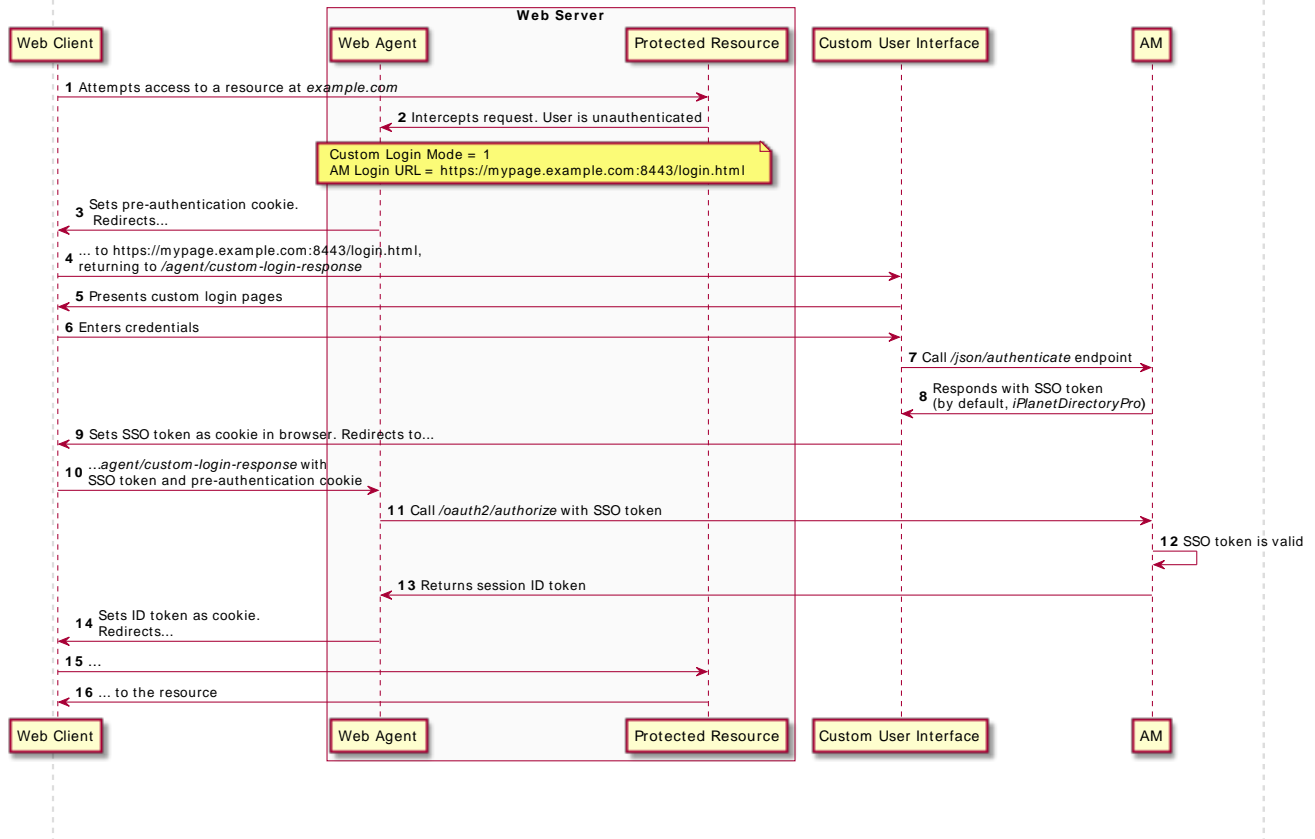 Web Server
Web Client
Web Agent
Protected Resource
Custom User Interface
AM
1 Attempts access to a resource at example.com
2 Intercepts request. User is unauthenticated
Custom Login Mode = 1
AM Login URL = https://mypage.example.com:8443/login.html
3 Sets pre-authentication cookie.
Redirects...
4 ... to https://mypage.example.com:8443/login.html,
returning to /agent/custom-login-response
5 Presents custom login pages
6 Enters credentials
7 Call /json/authenticate endpoint
8 Responds with SSO token
(by default, iPlanetDirectoryPro)
9 Sets SSO token as cookie in browser. Redirects to...
10 ...agent/custom-login-response with
SSO token and pre-authentication cookie
11 Call /oauth2/authorize with SSO token
12 SSO token is valid
13 Returns session ID token
14 Sets ID token as cookie.
Redirects...
15 ...
16 ... to the resource
Web Client
Web Agent
Protected Resource
Custom User Interface
AM